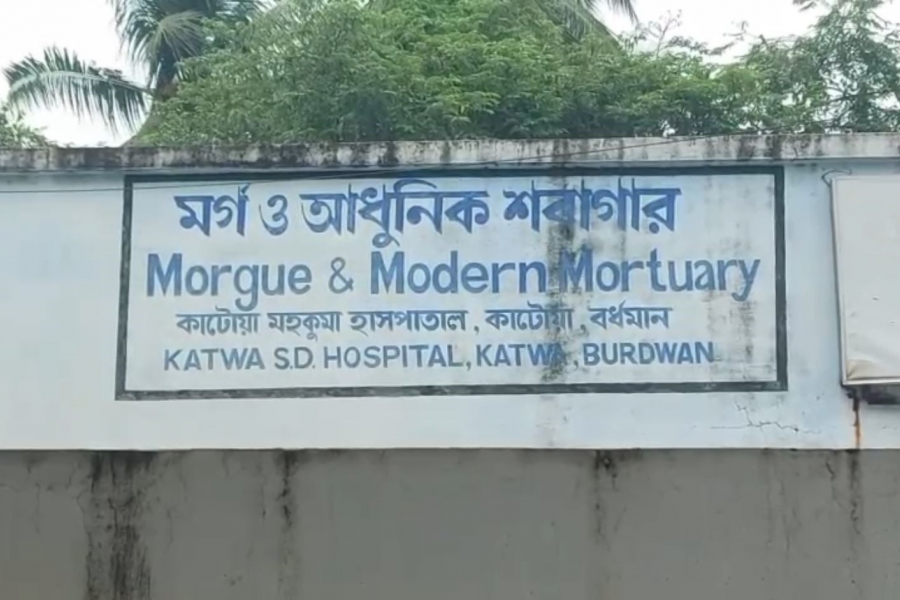 মর্গ ও আধুনিক শবাগার
Morgue & Modern Mortuary
কাটোয়া মহকুমা হাসপাতাল, কাটোয়া, বর্ধমান
KATWA S.D. HOSPITAL, KATWA, BURDWAN